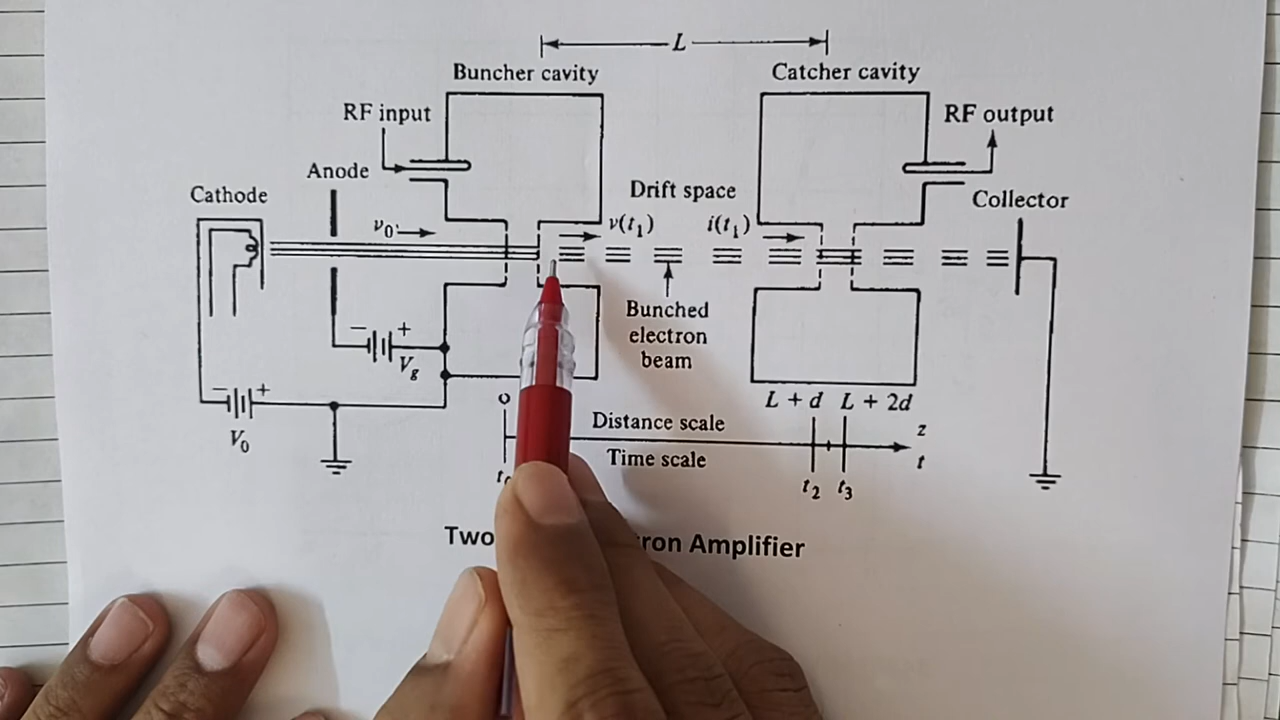 L
Buncher cavity
Catcher cavity
RF input
RF output
Anode
Cathode
Drift space
Collector
v0
v(t1)
i(t1)
Bunched
electron
beam
− +
Vg
− +
V0
0
L + d
L + 2d
Distance scale
z
Time scale
t
t2
t3
Two
Amplifier